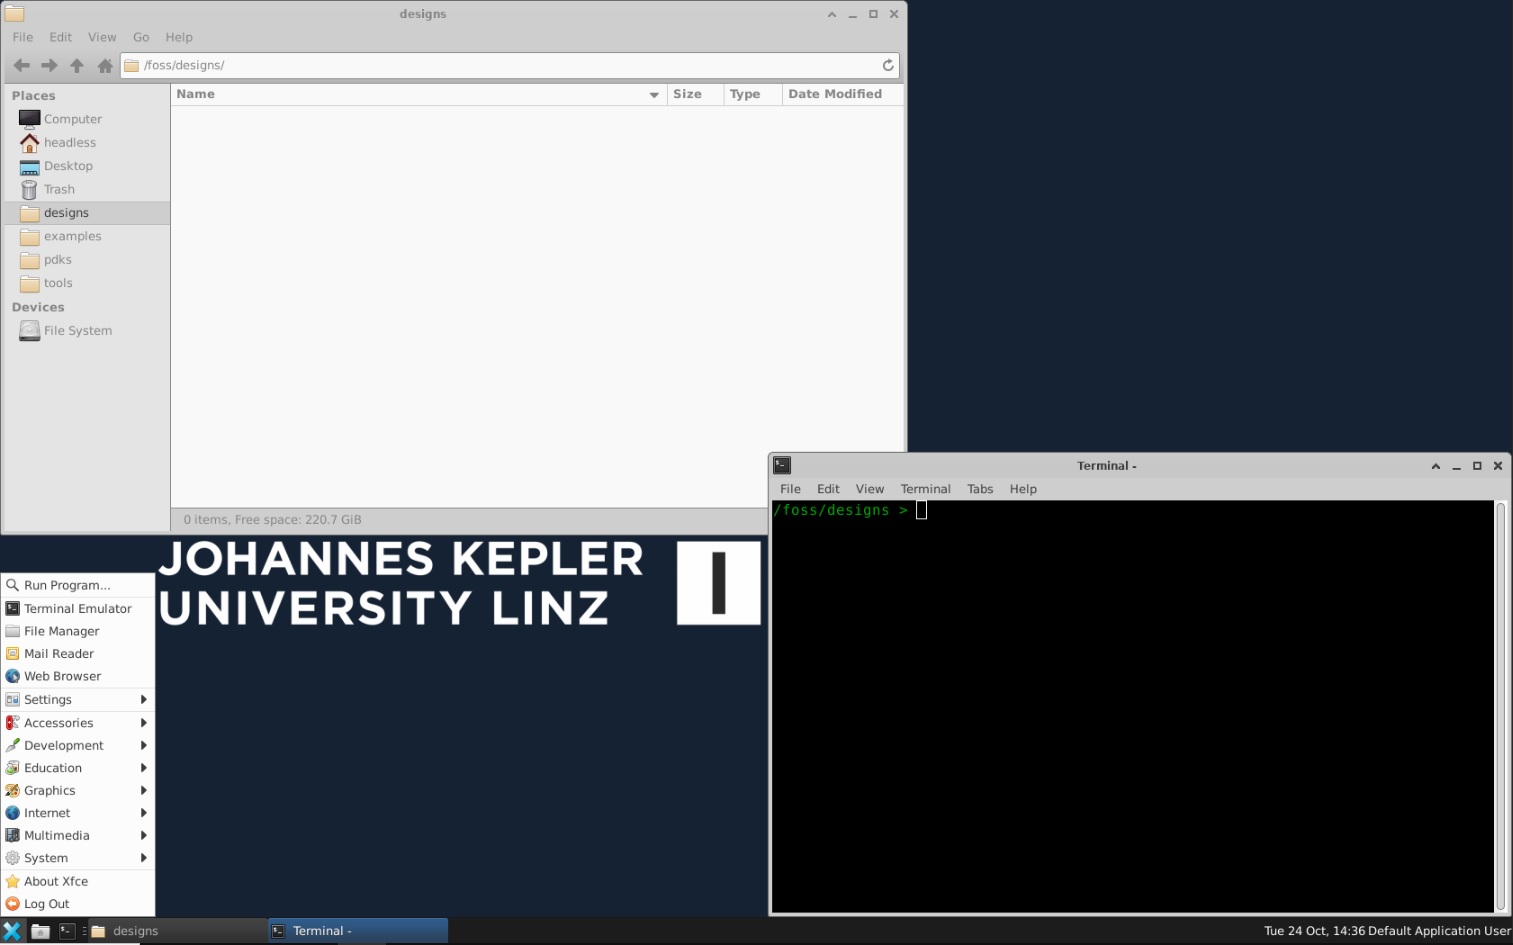 designs
File Edit View Go Help
/foss/designs/
Places
Computer
headless
Desktop
Trash
designs
examples
pdks
tools
Devices
File System
Name Size Type Date Modified
0 items, Free space: 220.7 GiB
JOHANNES KEPLER
UNIVERSITY LINZ
Terminal -
File Edit View Terminal Tabs Help
/foss/designs >
Run Program...
Terminal Emulator
File Manager
Mail Reader
Web Browser
Settings
Accessories
Development
Education
Graphics
Internet
Multimedia
System
About Xfce
Log Out
designs
Terminal -
Tue 24 Oct, 14:36 Default Application User